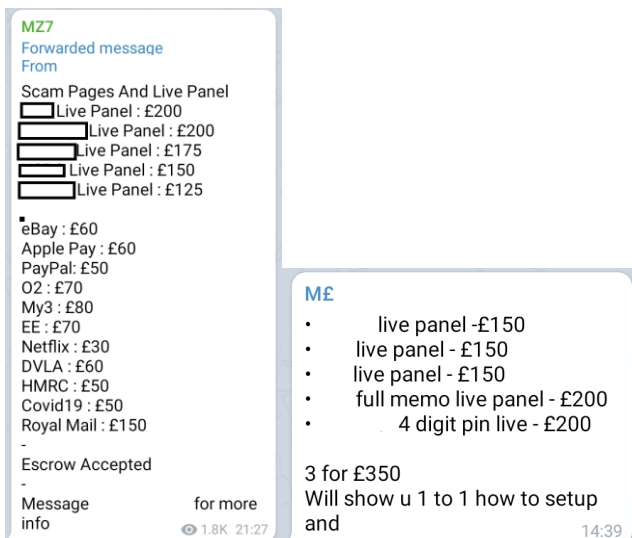 MZ7
Forwarded message
From
Scam Pages And Live Panel
Live Panel : £200
Live Panel : £200
Live Panel : £175
Live Panel : £150
Live Panel : £125
eBay : £60
Apple Pay : £60
PayPal: £50
O2 : £70
My3 : £80
EE : £70
Netflix : £30
DVLA : £60
HMRC : £50
Covid19 : £50
Royal Mail : £150
-
Escrow Accepted
-
Message for more
info
1.8K 21:27
M£
• live panel -£150
• live panel - £150
• live panel - £150
• full memo live panel - £200
• 4 digit pin live - £200
3 for £350
Will show u 1 to 1 how to setup
and
14:39